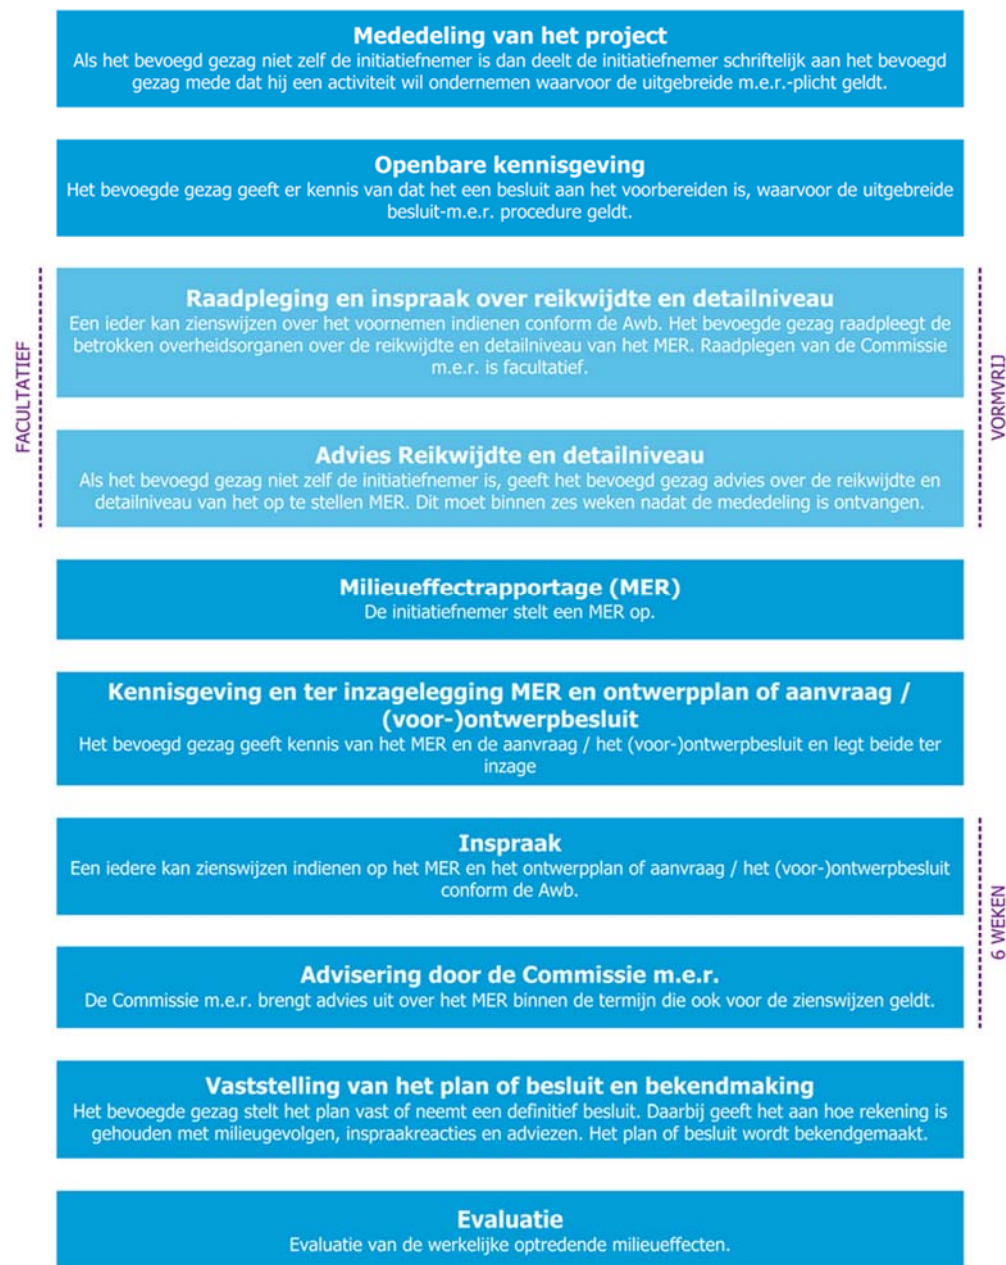 Mededeling van het project
Als het bevoegd gezag niet zelf de initiatiefnemer is dan deelt de initiatiefnemer schriftelijk aan het bevoegd
gezag mede dat hij een activiteit wil ondernemen waarvoor de uitgebreide m.e.r.-plicht geldt.
Openbare kennisgeving
Het bevoegde gezag geeft er kennis van dat het een besluit aan het voorbereiden is, waarvoor de uitgebreide
besluit-m.e.r. procedure geldt.
FACULTATIEF
Raadpleging en inspraak over reikwijdte en detailniveau
Een ieder kan zienswijzen over het voornemen indienen conform de Awb. Het bevoegde gezag raadpleegt de
betrokken overheidsorganen over de reikwijdte en detailniveau van het MER. Raadplegen van de Commissie
m.e.r. is facultatief.
VORMVRIJ
Advies Reikwijdte en detailniveau
Als het bevoegd gezag niet zelf de initiatiefnemer is, geeft het bevoegd gezag advies over de reikwijdte en
detailniveau van het op te stellen MER. Dit moet binnen zes weken nadat de mededeling is ontvangen.
Milieueffectrapportage (MER)
De initiatiefnemer stelt een MER op.
Kennisgeving en ter inzagelegging MER en ontwerpplan of aanvraag /
(voor-)ontwerpbesluit
Het bevoegd gezag geeft kennis van het MER en de aanvraag / het (voor-)ontwerpbesluit en legt beide ter
inzage
Inspraak
Een iedere kan zienswijzen indienen op het MER en het ontwerpplan of aanvraag / het (voor-)ontwerpbesluit
conform de Awb.
6 WEKEN
Advisering door de Commissie m.e.r.
De Commissie m.e.r. brengt advies uit over het MER binnen de termijn die ook voor de zienswijzen geldt.
Vaststelling van het plan of besluit en bekendmaking
Het bevoegde gezag stelt het plan vast of neemt een definitief besluit. Daarbij geeft het aan hoe rekening is
gehouden met milieugevolgen, inspraakreacties en adviezen. Het plan of besluit wordt bekendgemaakt.
Evaluatie
Evaluatie van de werkelijke optredende milieueffecten.